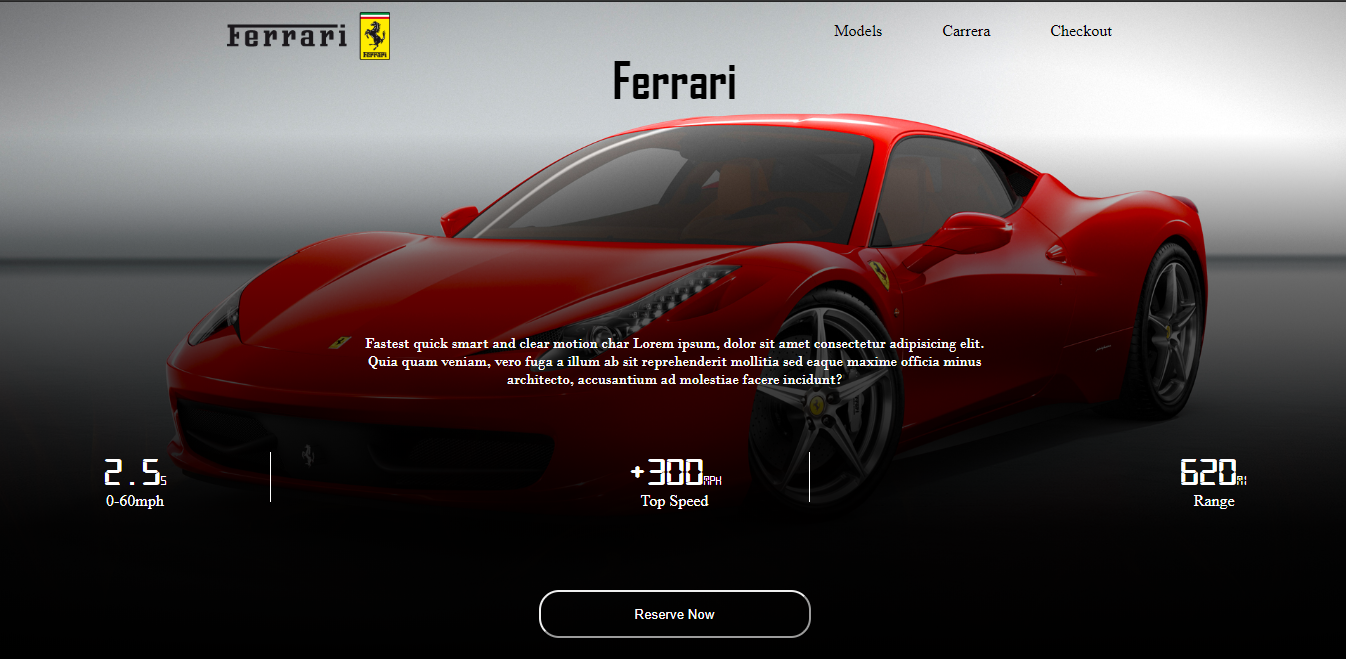 Ferrari
Ferrari
Models
Carrera
Checkout
Ferrari
Fastest quick smart and clear motion char Lorem ipsum, dolor sit amet consectetur adipisicing elit.
Quia quam veniam, vero fuga a illum ab sit reprehenderit mollitia sed eaque maxime officia minus
architecto, accusantium ad molestiae facere incidunt?
2.5s
0-60mph
+300MPH
Top Speed
620MI
Range
Reserve Now